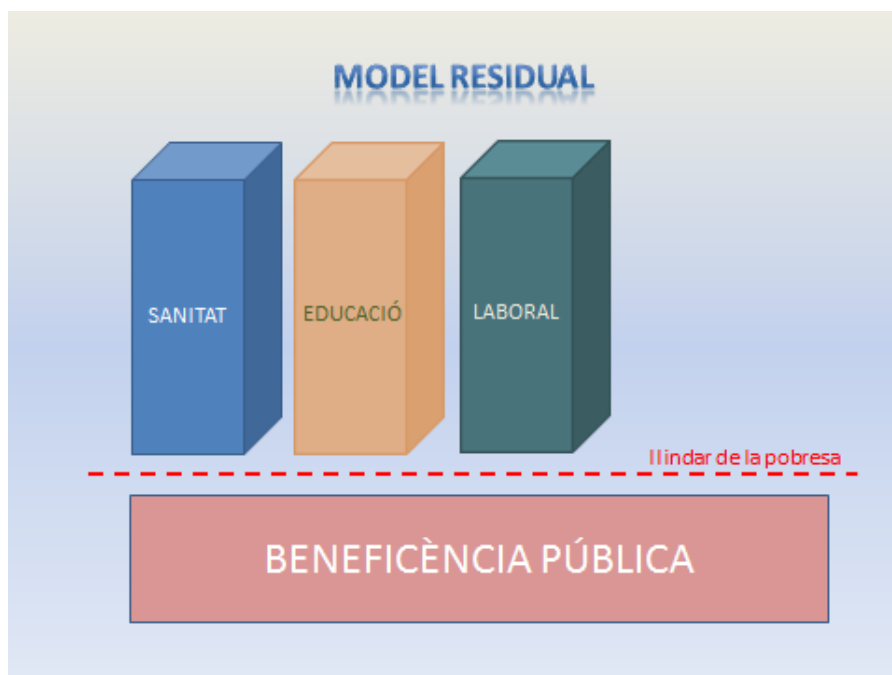 MODEL RESIDUAL
SANITAT
EDUCACIÓ
LABORAL
llindar de la pobresa
BENEFICÈNCIA PÚBLICA